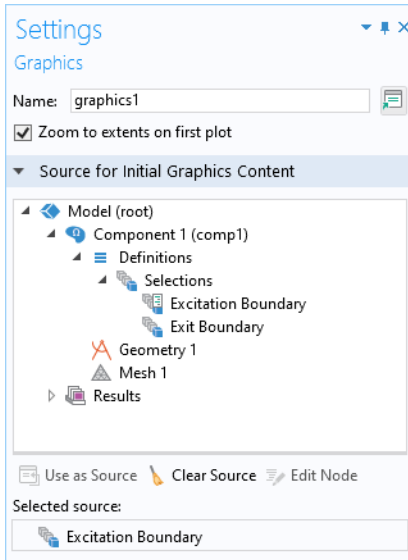 Settings
Graphics
Name: graphics1
Zoom to extents on first plot
Source for Initial Graphics Content
Model (root)
Component 1 (comp1)
Definitions
Selections
Excitation Boundary
Exit Boundary
Geometry 1
Mesh 1
Results
Use as Source Clear Source Edit Node
Selected source:
Excitation Boundary